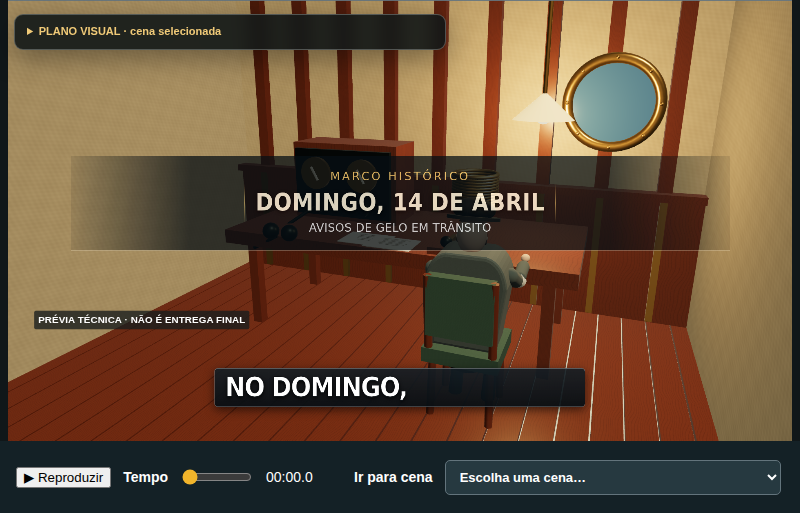 ▶ PLANO VISUAL · cena selecionada
MARCO HISTÓRICO
DOMINGO, 14 DE ABRIL
AVISOS DE GELO EM TRÂNSITO
PRÉVIA TÉCNICA · NÃO É ENTREGA FINAL
NO DOMINGO,
▶ Reproduzir Tempo 00:00.0 Ir para cena Escolha uma cena…